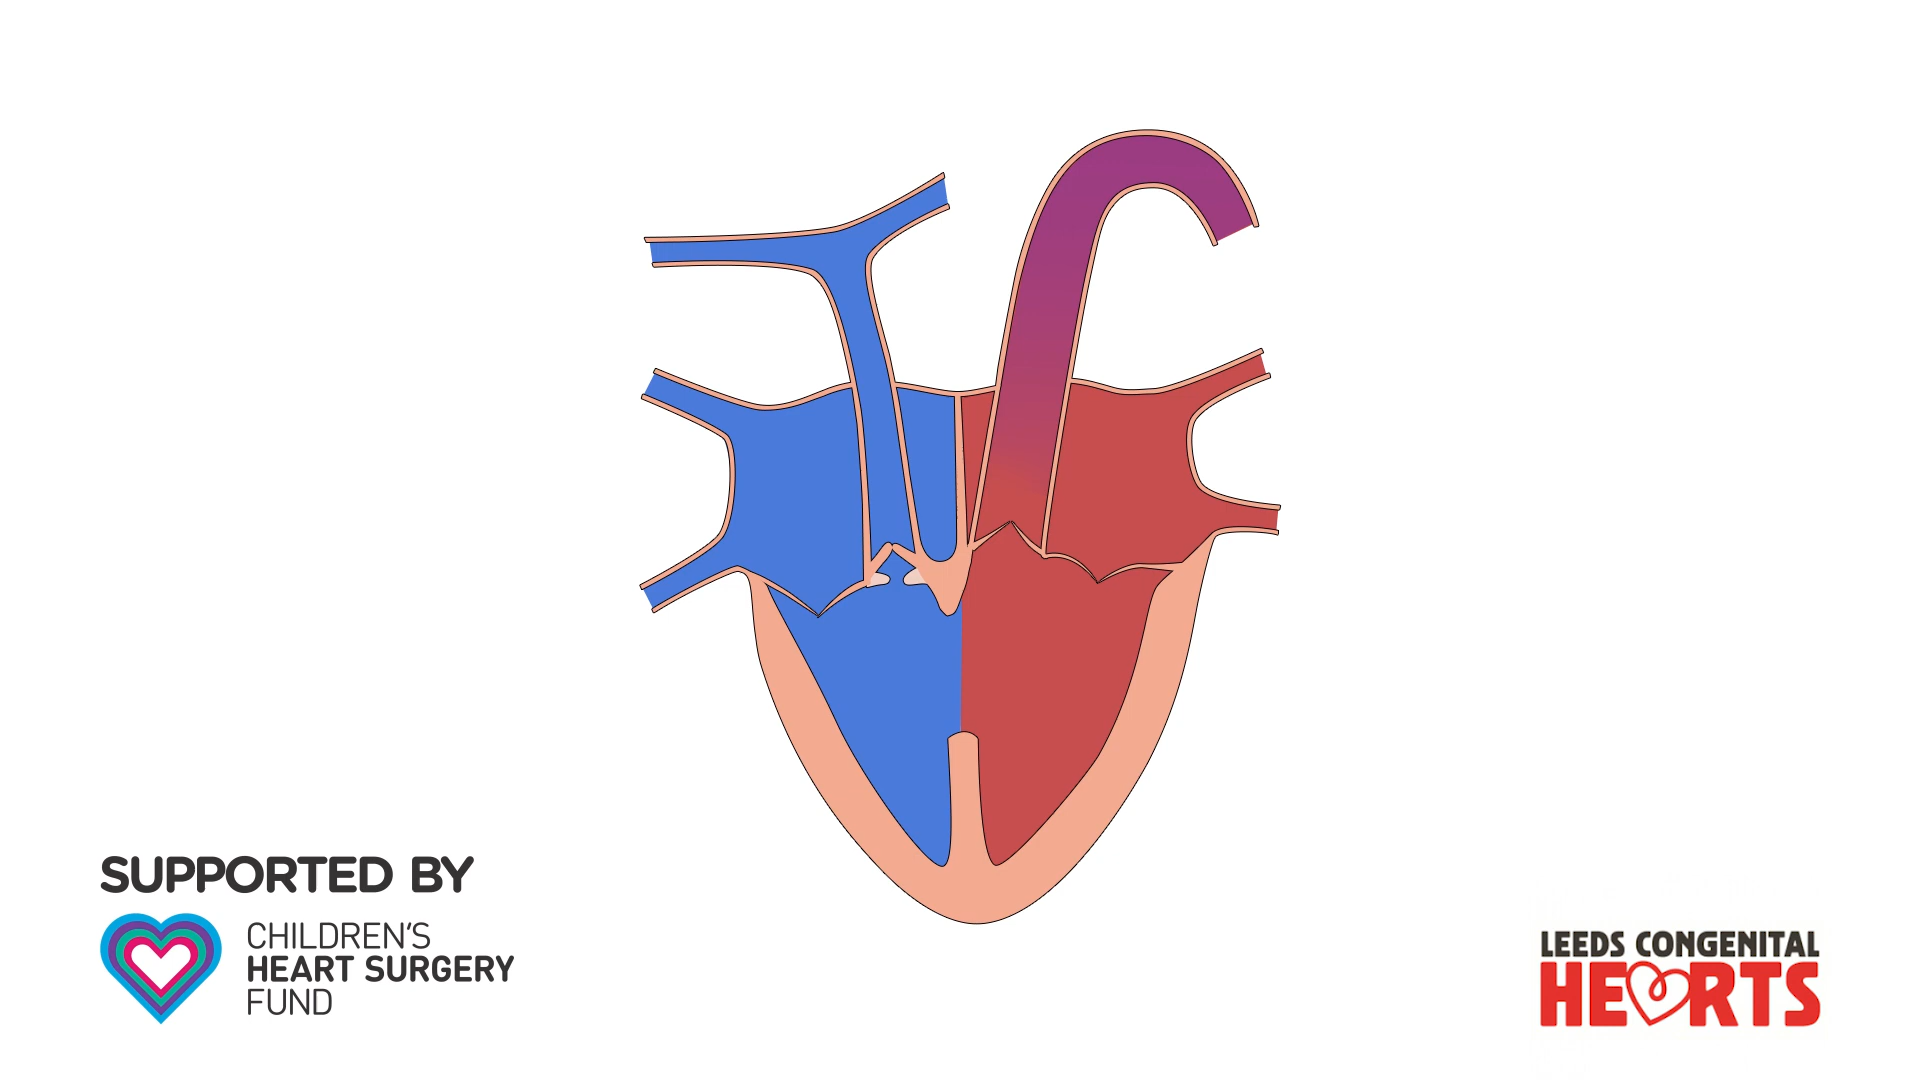 SUPPORTED BY
CHILDREN'S
HEART SURGERY
FUND
LEEDS CONGENITAL
HEARTS